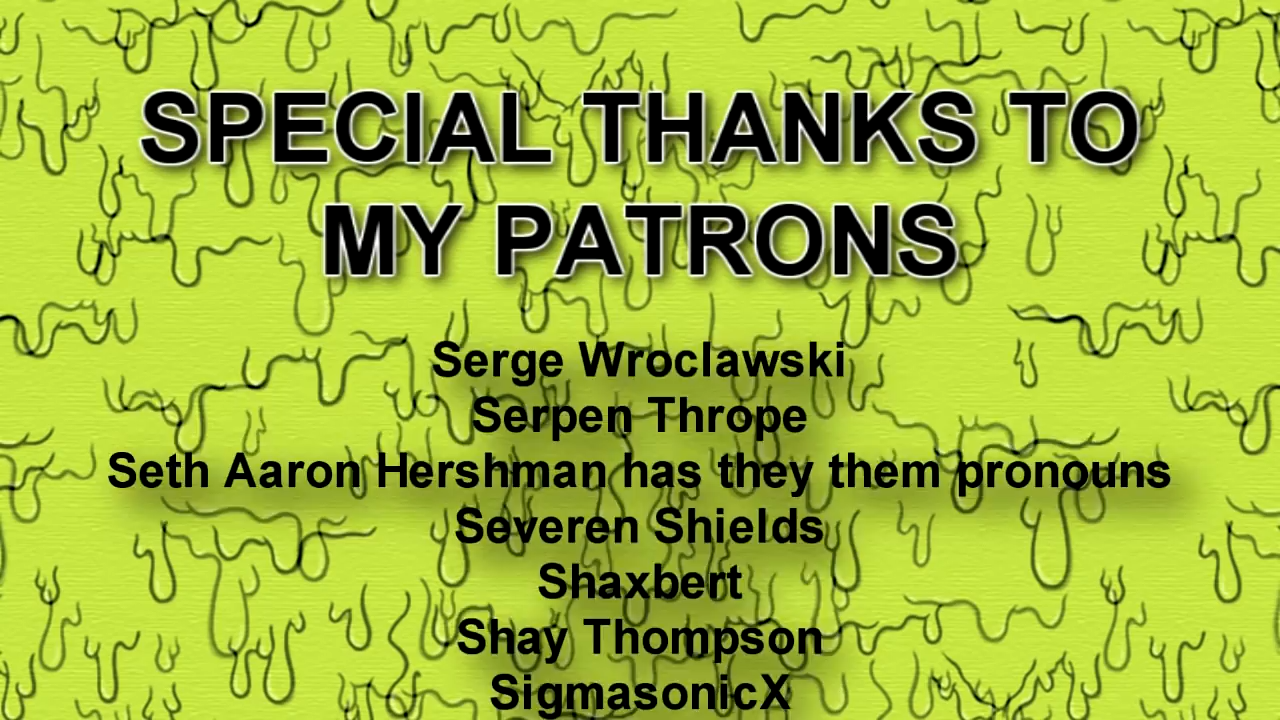 SPECIAL THANKS TO
MY PATRONS
Serge Wroclawski
Serpen Thrope
Seth Aaron Hershman has they them pronouns
Severen Shields
Shaxbert
Shay Thompson
SigmasonicX